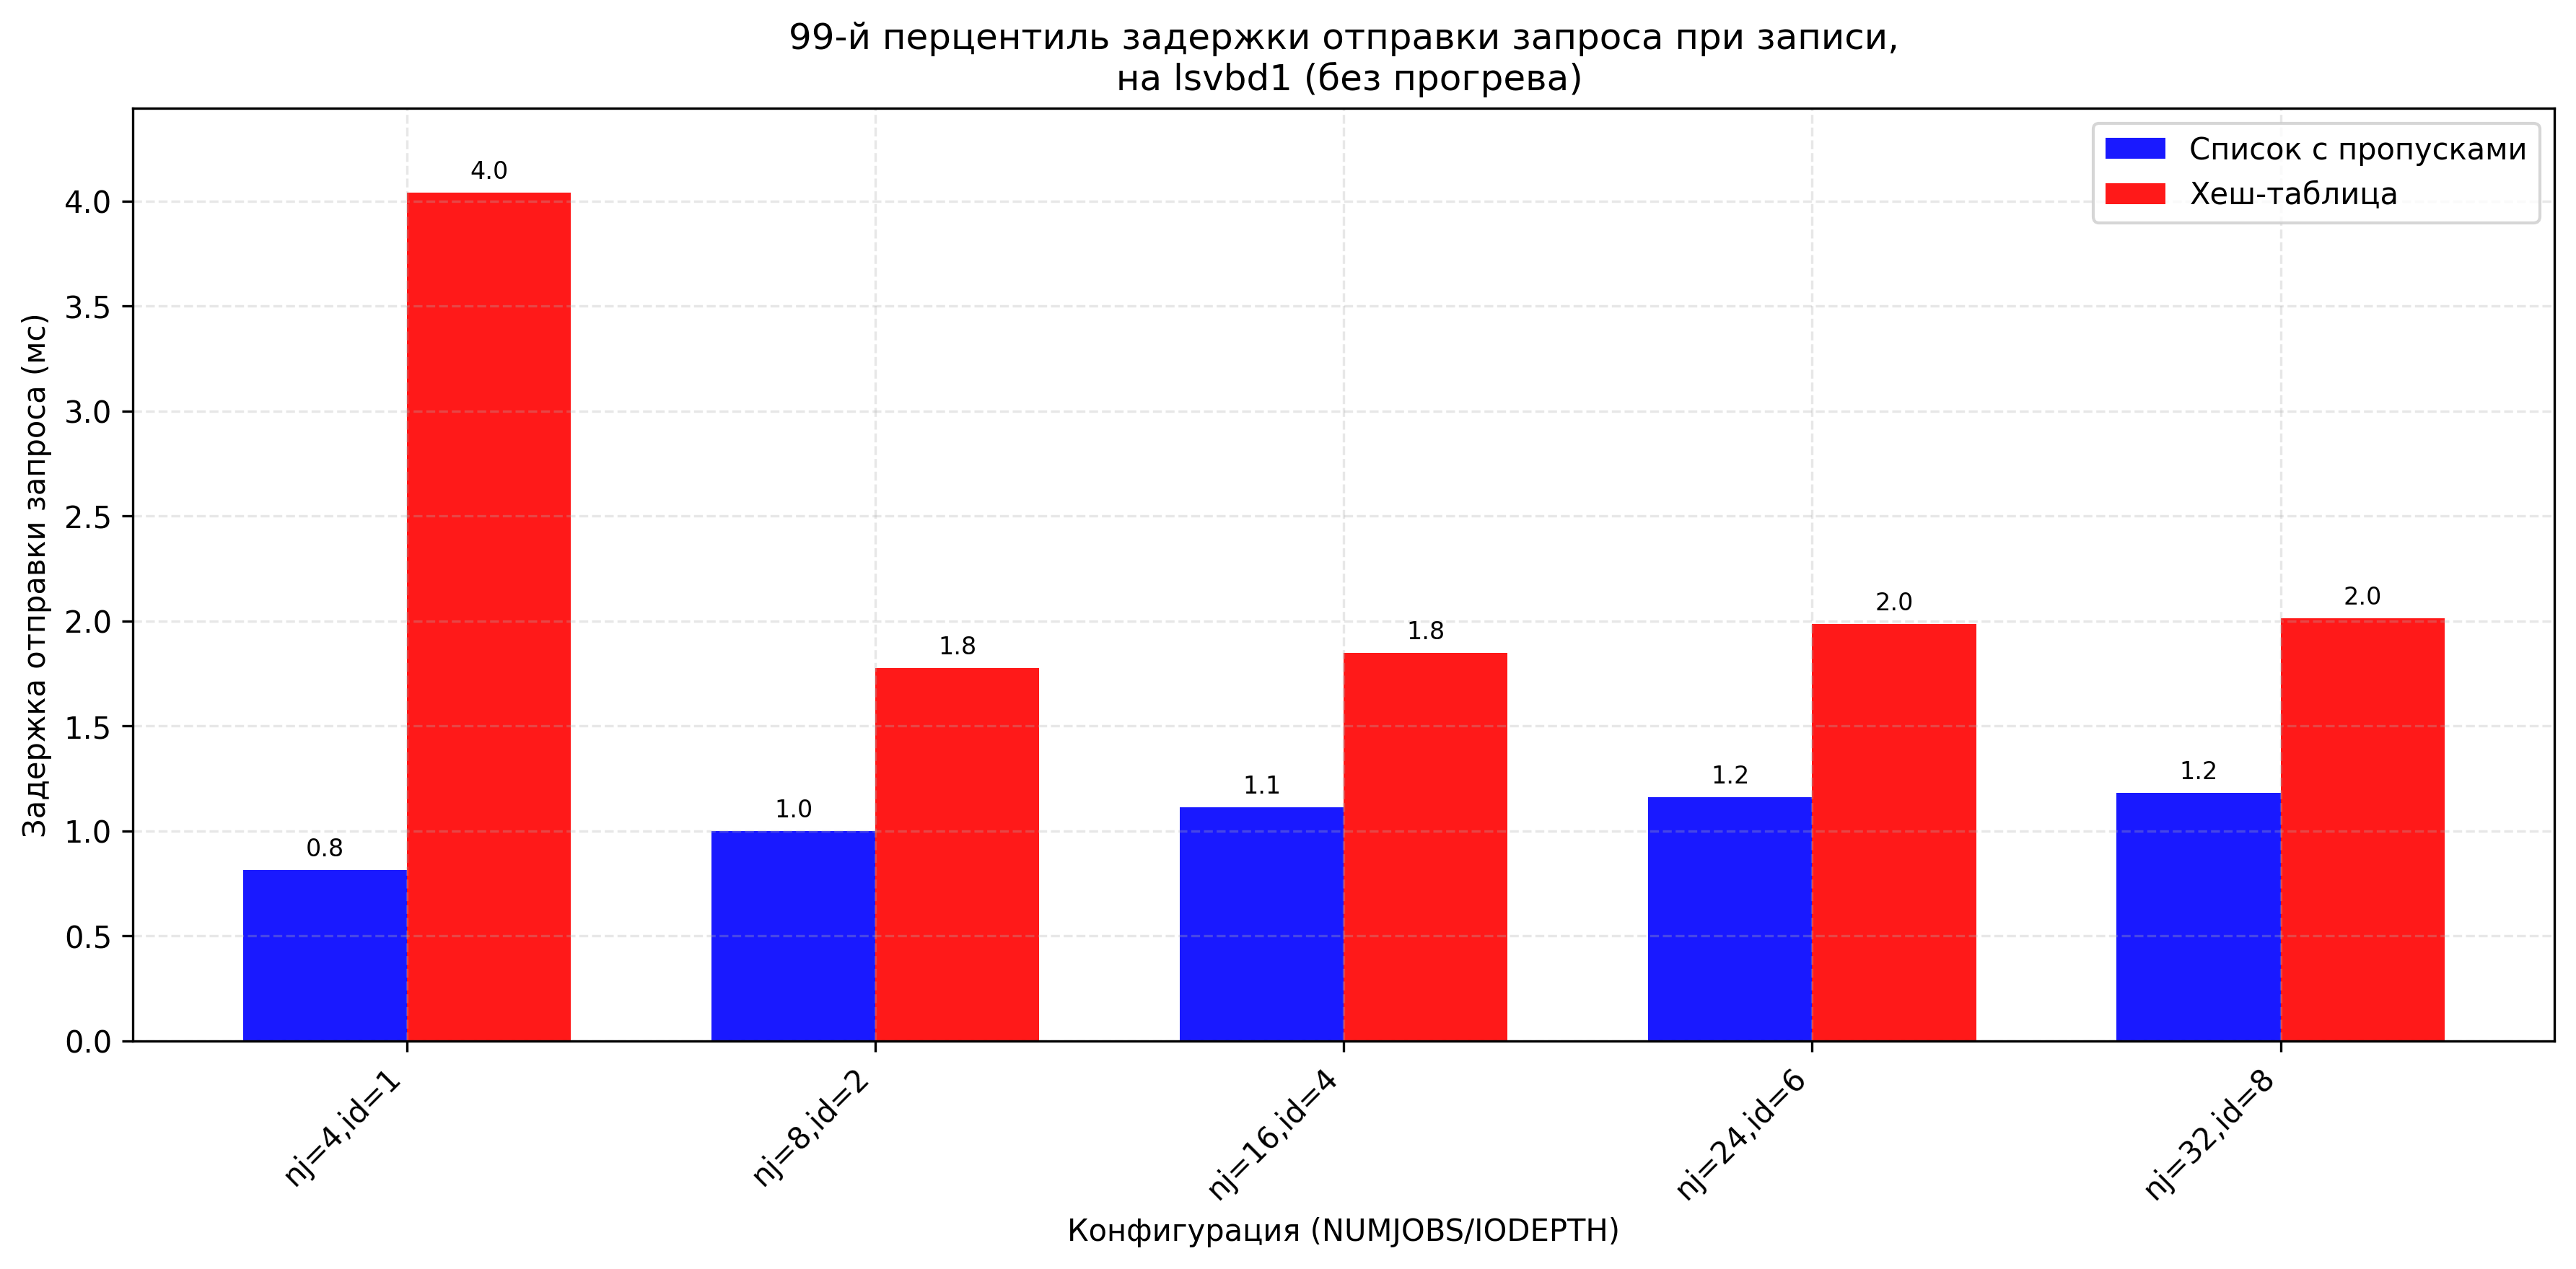 99-й перцентиль задержки отправки запроса при записи,
на lsvbd1 (без прогрева)
Список с пропусками
Хеш-таблица
Задержка отправки запроса (мс)
4.0
3.5
3.0
2.5
2.0
1.5
1.0
0.5
0.0
0.8
4.0
1.0
1.8
1.1
1.8
1.2
2.0
1.2
2.0
nj=4,id=1
nj=8,id=2
nj=16,id=4
nj=24,id=6
nj=32,id=8
Конфигурация (NUMJOBS/IODEPTH)